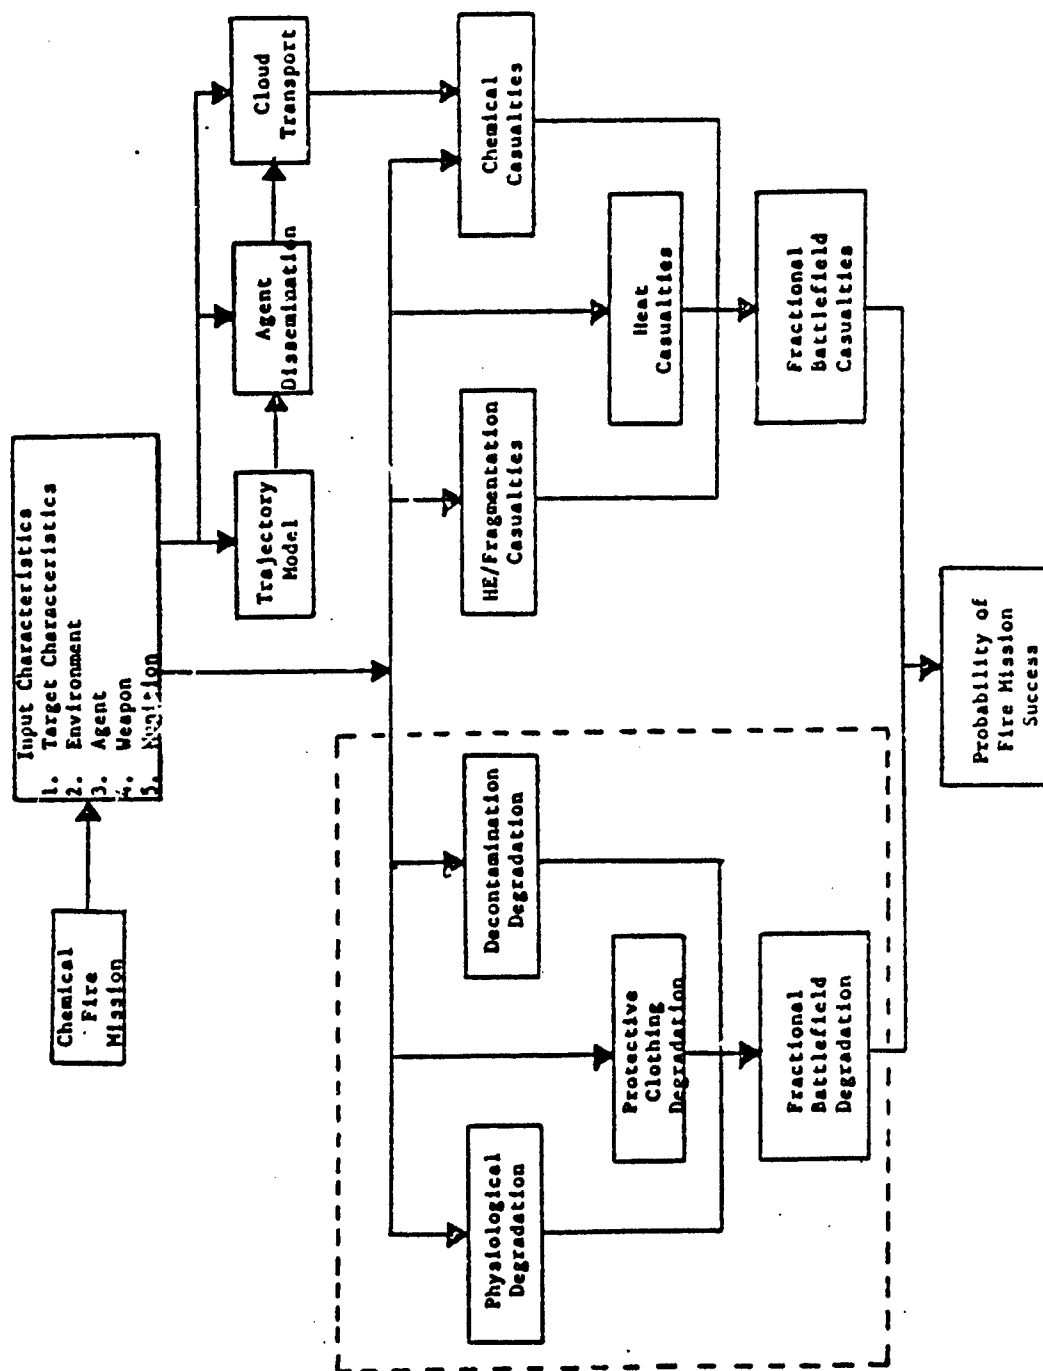 Chemical
Fire
Mission
Input Characteristics
1. Target Characteristics
2. Environment
3. Agent
4. Weapon
5. Munition
Trajectory
Model
Agent
Dissemination
Cloud
Transport
Physiological
Degradation
Decontamination
Degradation
HE/Fragmentation
Casualties
Chemical
Casualties
Protective
Clothing
Degradation
Heat
Casualties
Fractional
Battlefield
Degradation
Fractional
Battlefield
Casualties
Probability of
Fire Mission
Success